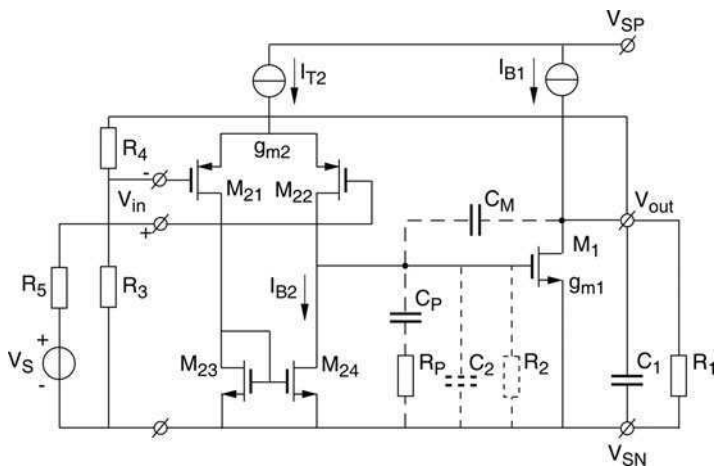 V_SP
I_T2
I_B1
R_4
g_m2
-
M_21
M_22
V_in
+
C_M
V_out
M_1
R_5
R_3
I_B2
C_P
g_m1
+
V_S
-
M_23
M_24
R_P
C_2
R_2
C_1
R_1
V_SN